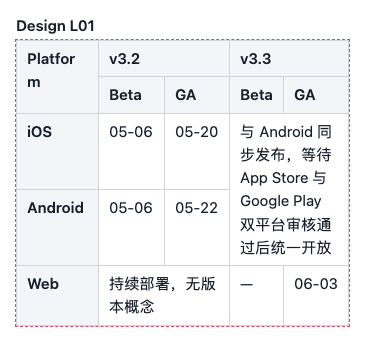 Design L01
Platfor
m
v3.2
v3.3
Beta
GA
Beta
GA
iOS
05-06
05-20
与 Android 同
步发布，等待
App Store 与
Google Play
双平台审核通
过后统一开放
Android
05-06
05-22
Web
持续部署，无版
本概念
—
06-03